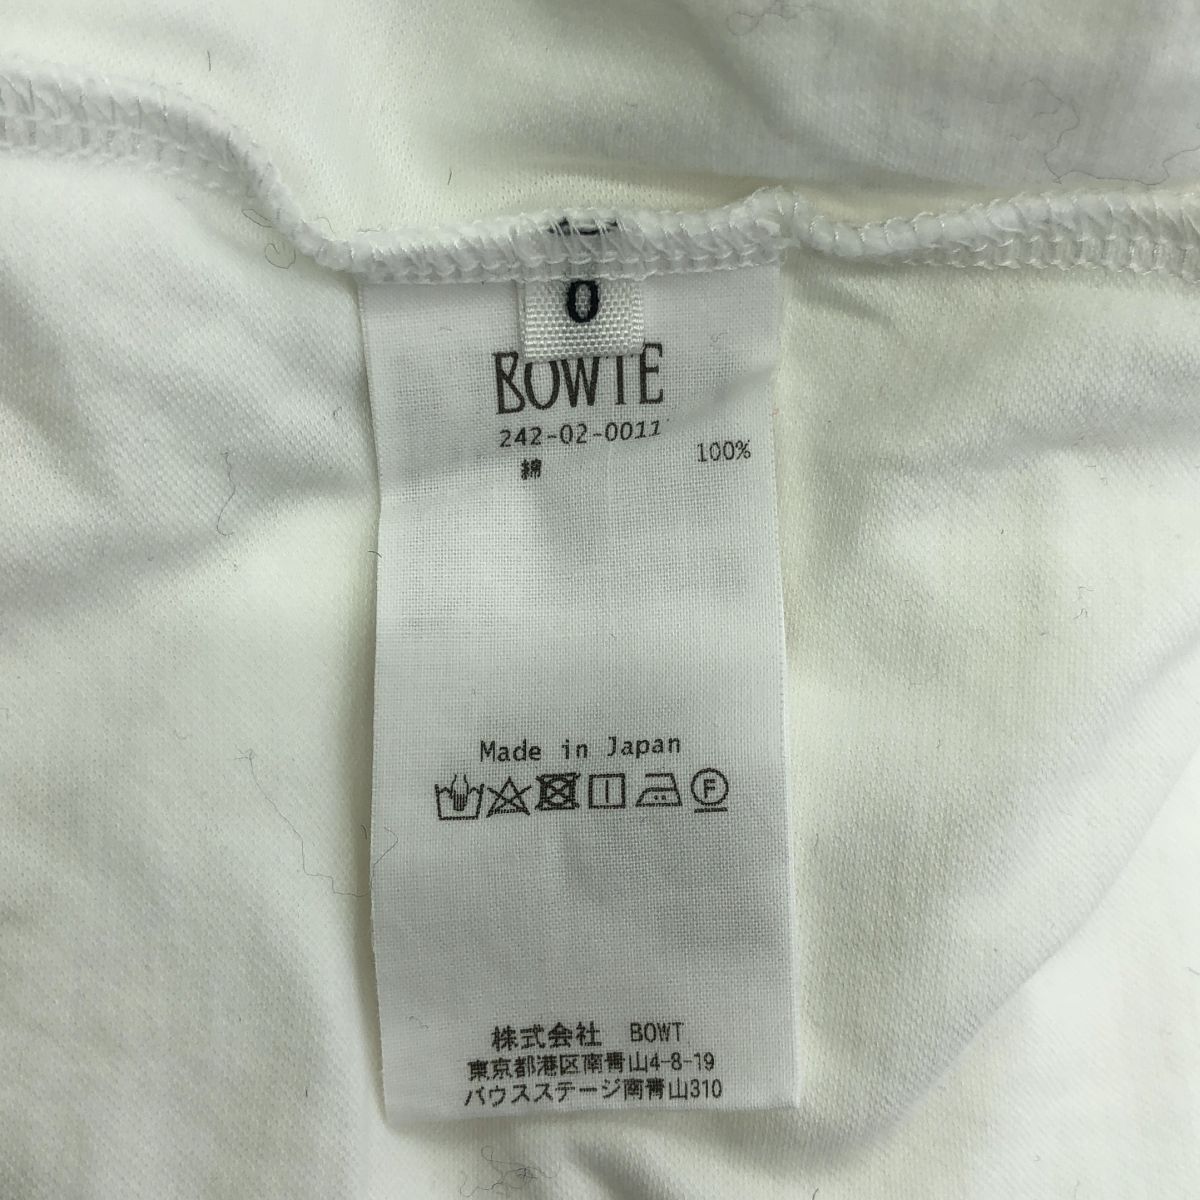 0
BOWTE
242-02-0011
綿 100%
Made in Japan
F
株式会社 BOWT
東京都港区南青山4-8-19
バウスステージ南青山310